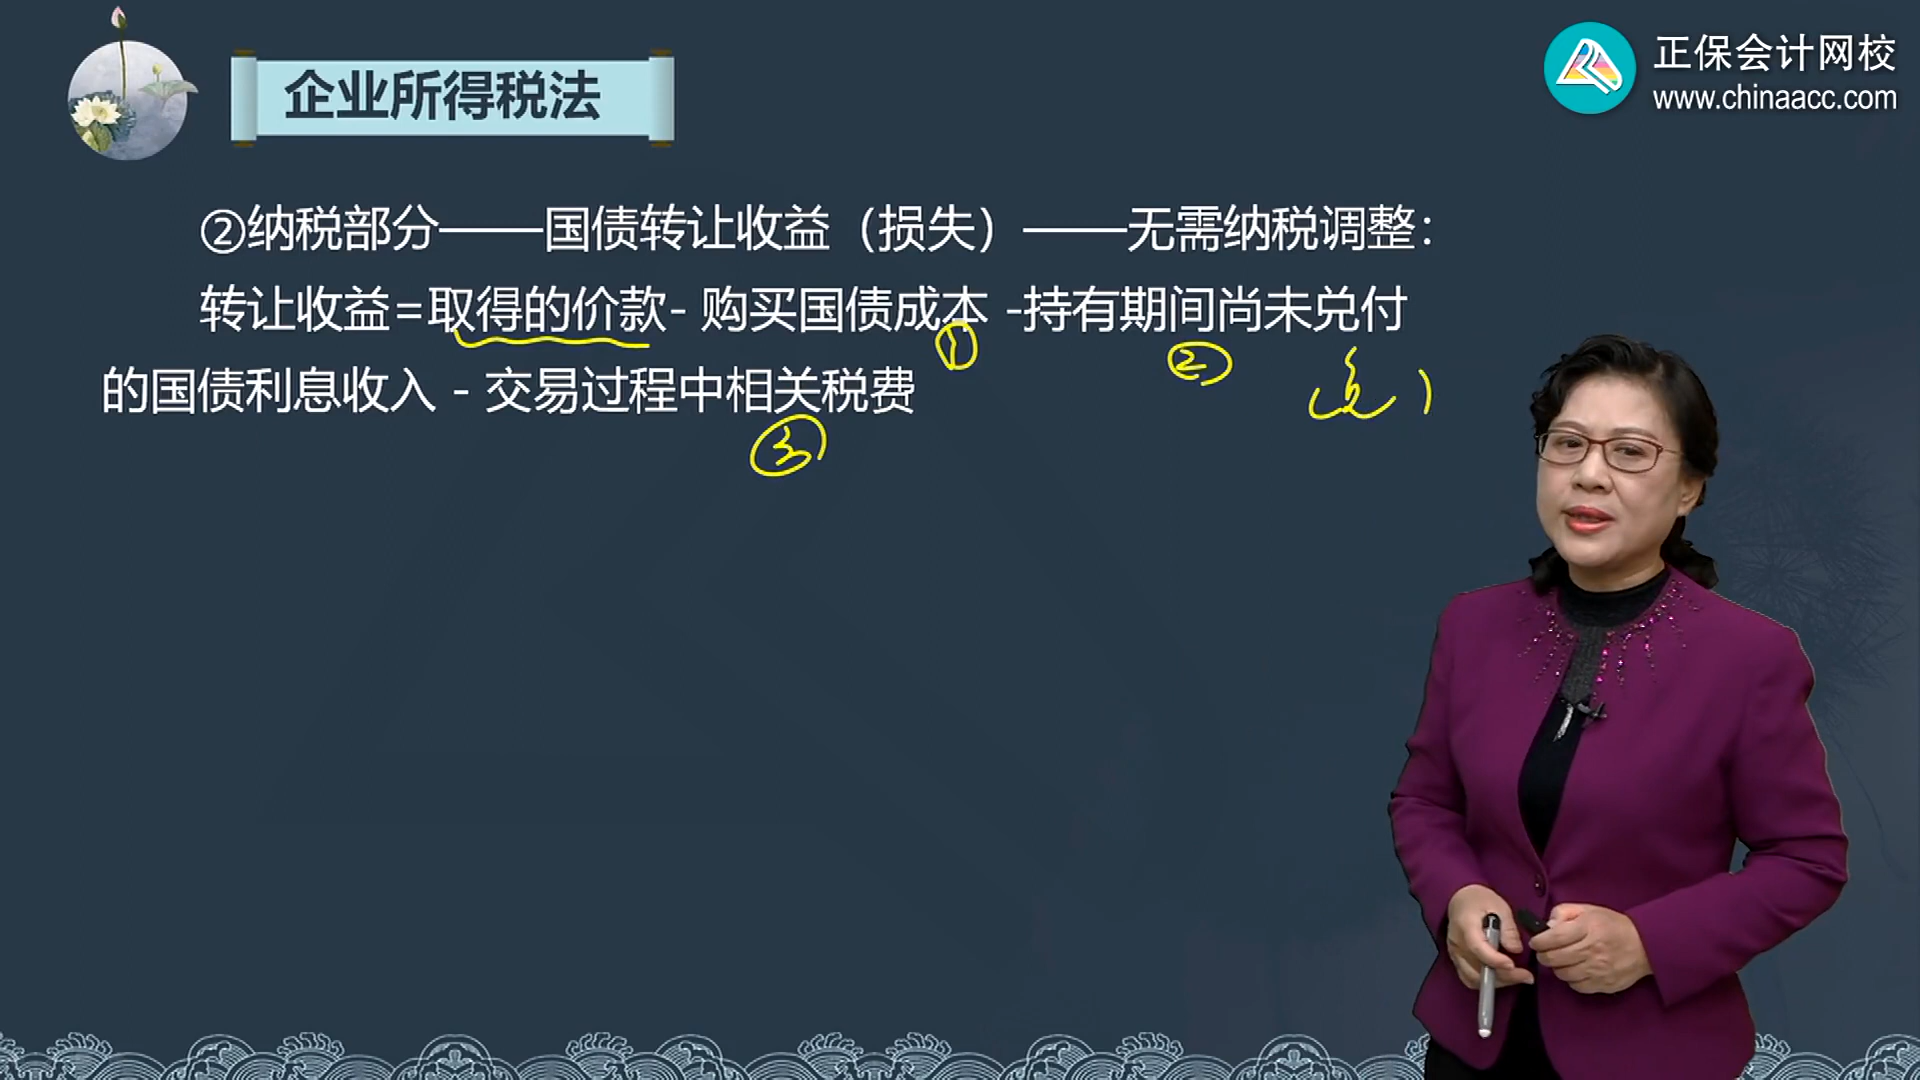 企业所得税法
正保会计网校
www.chinaacc.com
②纳税部分——国债转让收益（损失）——无需纳税调整：
转让收益=取得的价款- 购买国债成本 -持有期间尚未兑付
①
②
的国债利息收入 - 交易过程中相关税费
③